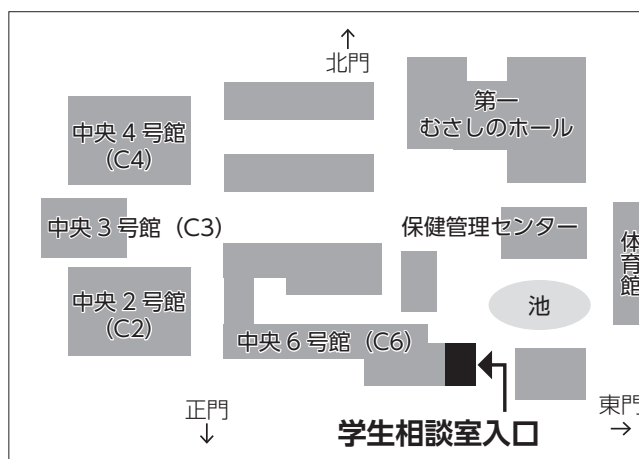 ↑
北門
第一
むさしのホール
中央4号館
(C4)
中央3号館（C3）
保健管理センター
体育館
中央2号館
(C2)
池
中央6号館（C6）
正門
↓
学生相談室入口
東門
→